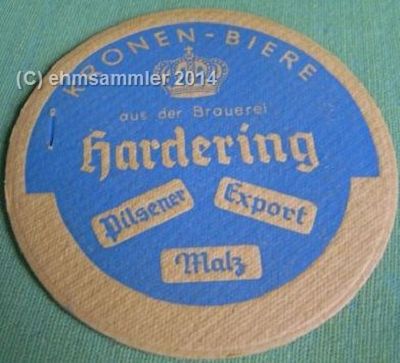 KRONEN-BIERE
(C) ehmsammler 2014
aus der Brauerei
Hardering
Pilsener
Export
Malz